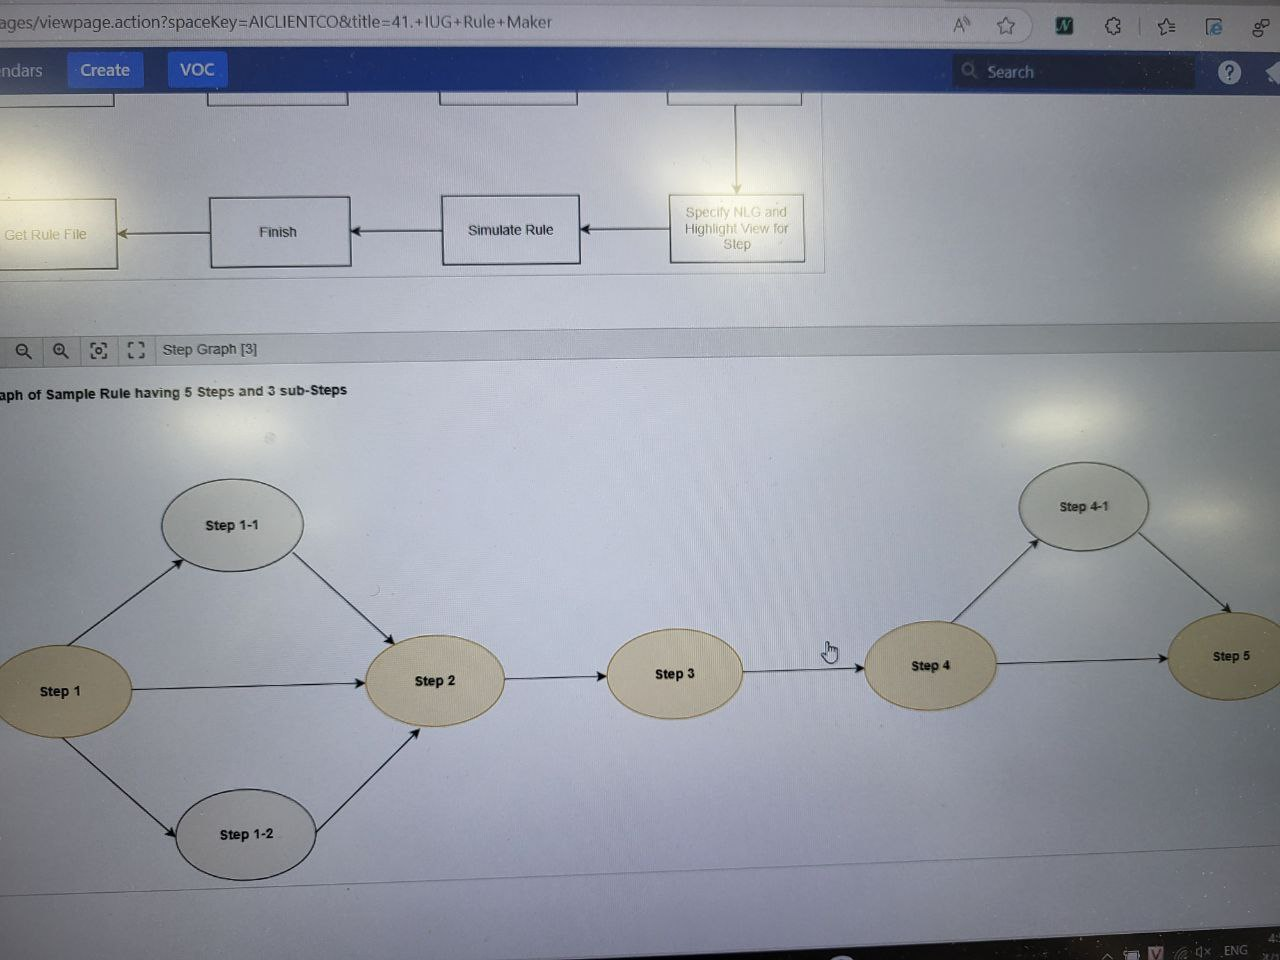 ages/viewpage.action?spaceKey=AICLIENTCO&title=41.+IUG+Rule+Maker
ndars
Create
VOC
Search
Get Rule File
Finish
Simulate Rule
Specify NLG and
Highlight View for
Step
Step Graph [3]
aph of Sample Rule having 5 Steps and 3 sub-Steps
Step 1-1
Step 4-1
Step 1
Step 2
Step 3
Step 4
Step 5
Step 1-2
ENG